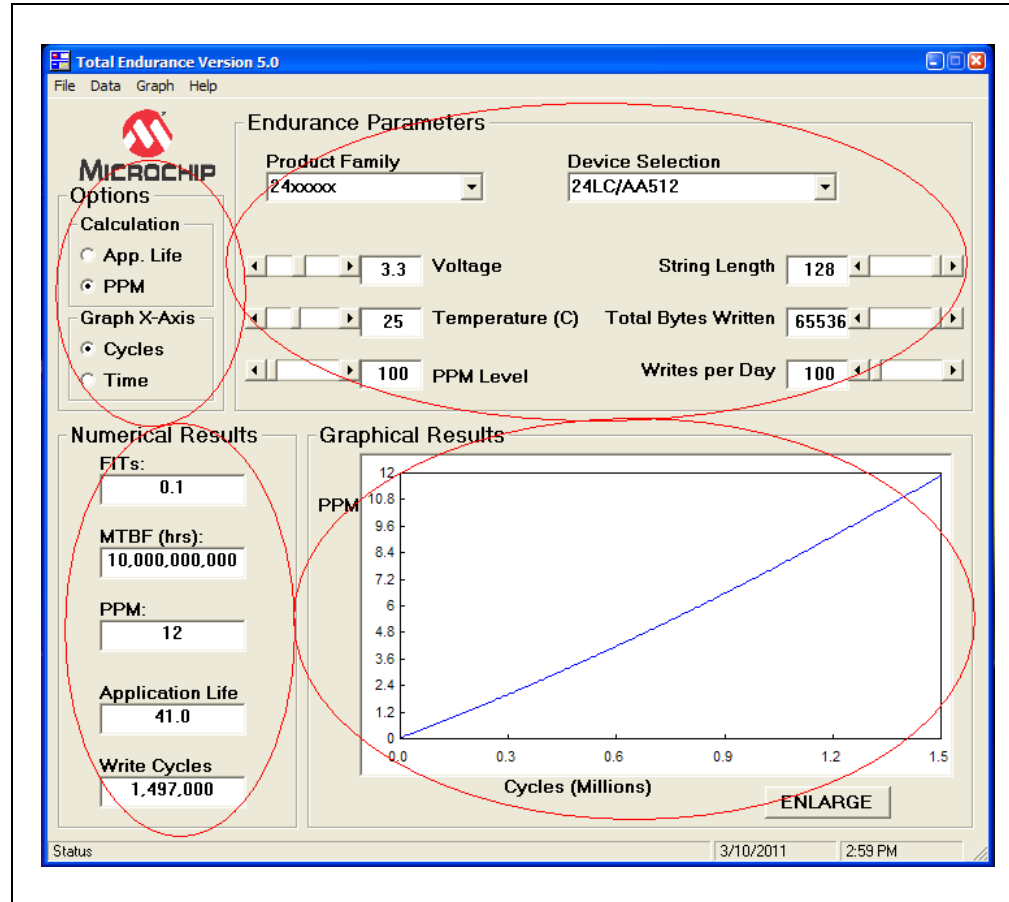 Total Endurance Version 5.0
File Data Graph Help
MICROCHIP
Options
Calculation
App. Life
PPM
Graph X-Axis
Cycles
Time
Endurance Parameters
Product Family
Device Selection
24xxxxx
24LC/AA512
3.3 Voltage
String Length 128
25 Temperature (C)
Total Bytes Written 65536
100 PPM Level
Writes per Day 100
Numerical Results
FITs:
0.1
MTBF (hrs):
10,000,000,000
PPM:
12
Application Life
41.0
Write Cycles
1,497,000
Graphical Results
PPM
12
10.8
9.6
8.4
7.2
6
4.8
3.6
2.4
1.2
0
0.0 0.3 0.6 0.9 1.2 1.5
Cycles (Millions)
ENLARGE
Status
3/10/2011
2:59 PM